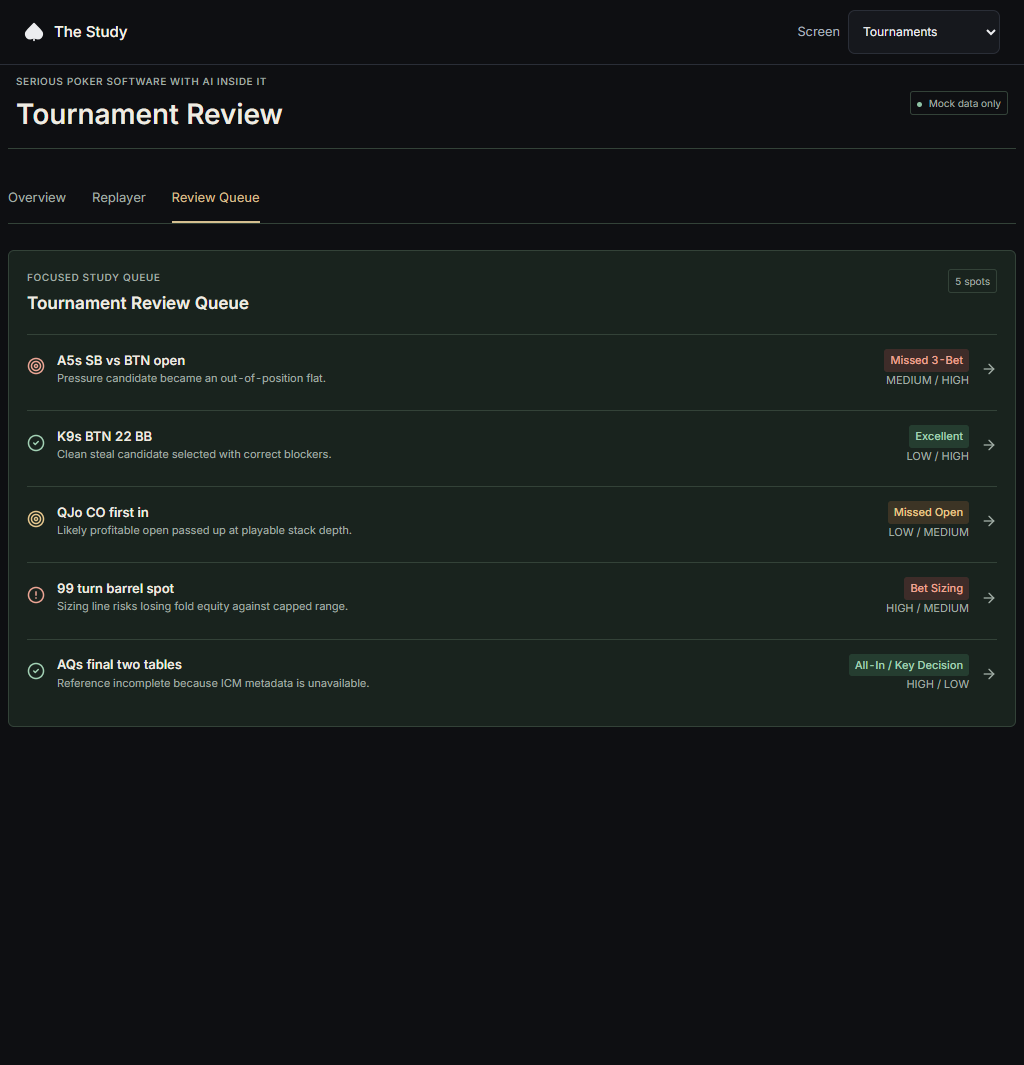 The Study
Screen
Tournaments
SERIOUS POKER SOFTWARE WITH AI INSIDE IT
Tournament Review
Mock data only
Overview
Replayer
Review Queue
FOCUSED STUDY QUEUE
Tournament Review Queue
5 spots
A5s SB vs BTN open
Pressure candidate became an out-of-position flat.
Missed 3-Bet
MEDIUM / HIGH
K9s BTN 22 BB
Clean steal candidate selected with correct blockers.
Excellent
LOW / HIGH
QJo CO first in
Likely profitable open passed up at playable stack depth.
Missed Open
LOW / MEDIUM
99 turn barrel spot
Sizing line risks losing fold equity against capped range.
Bet Sizing
HIGH / MEDIUM
AQs final two tables
Reference incomplete because ICM metadata is unavailable.
All-In / Key Decision
HIGH / LOW